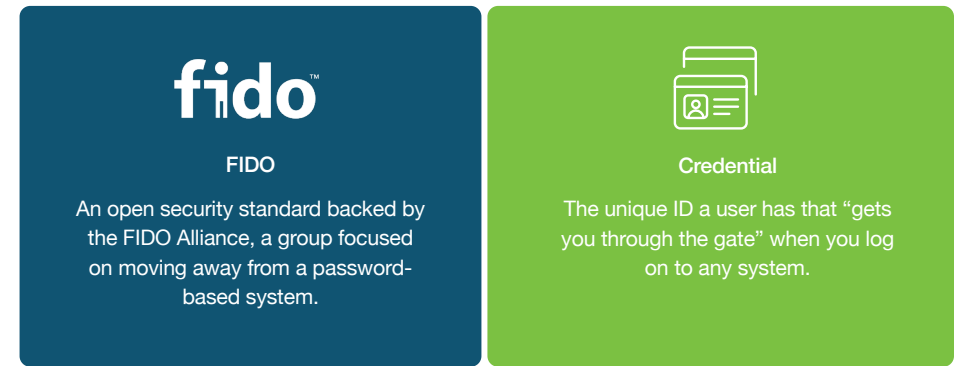 fido™
FIDO
An open security standard backed by
the FIDO Alliance, a group focused
on moving away from a password-
based system.
Credential
The unique ID a user has that “gets
you through the gate” when you log
on to any system.